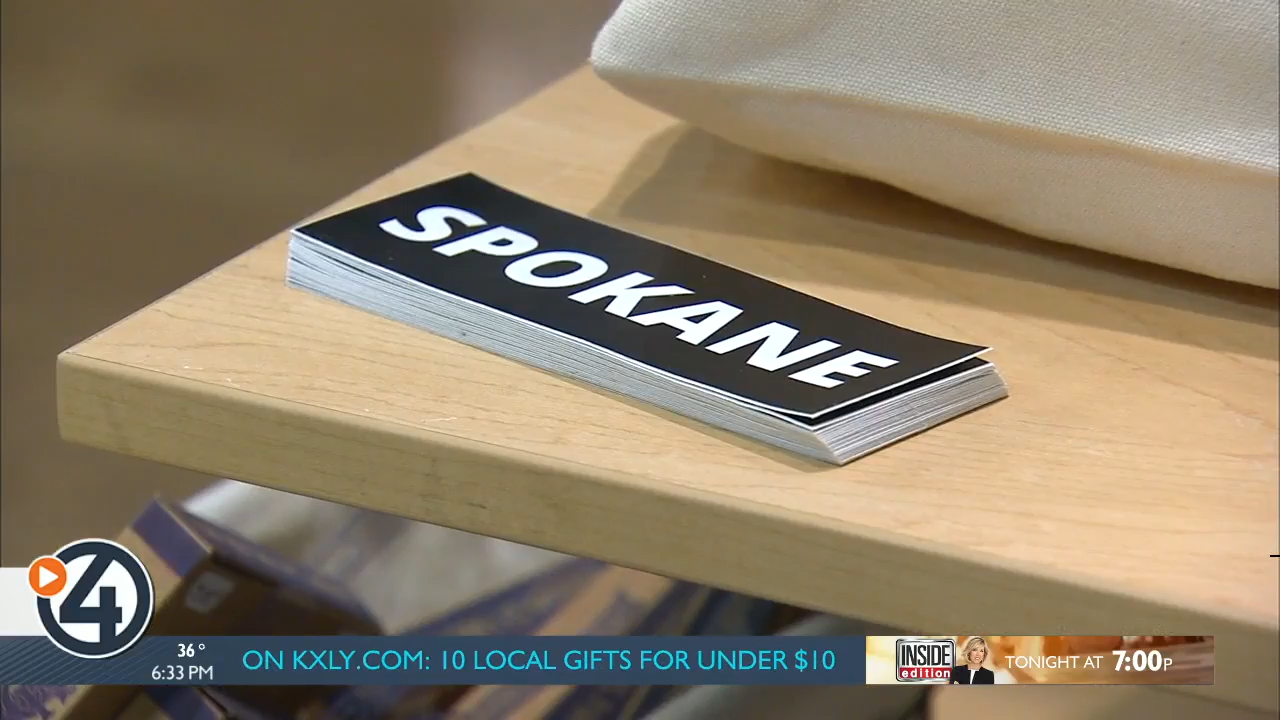 SPOKANE
4
36°
6:33 PM
ON KXLY.COM: 10 LOCAL GIFTS FOR UNDER $10
INSIDE
edition
TONIGHT AT 7:00P